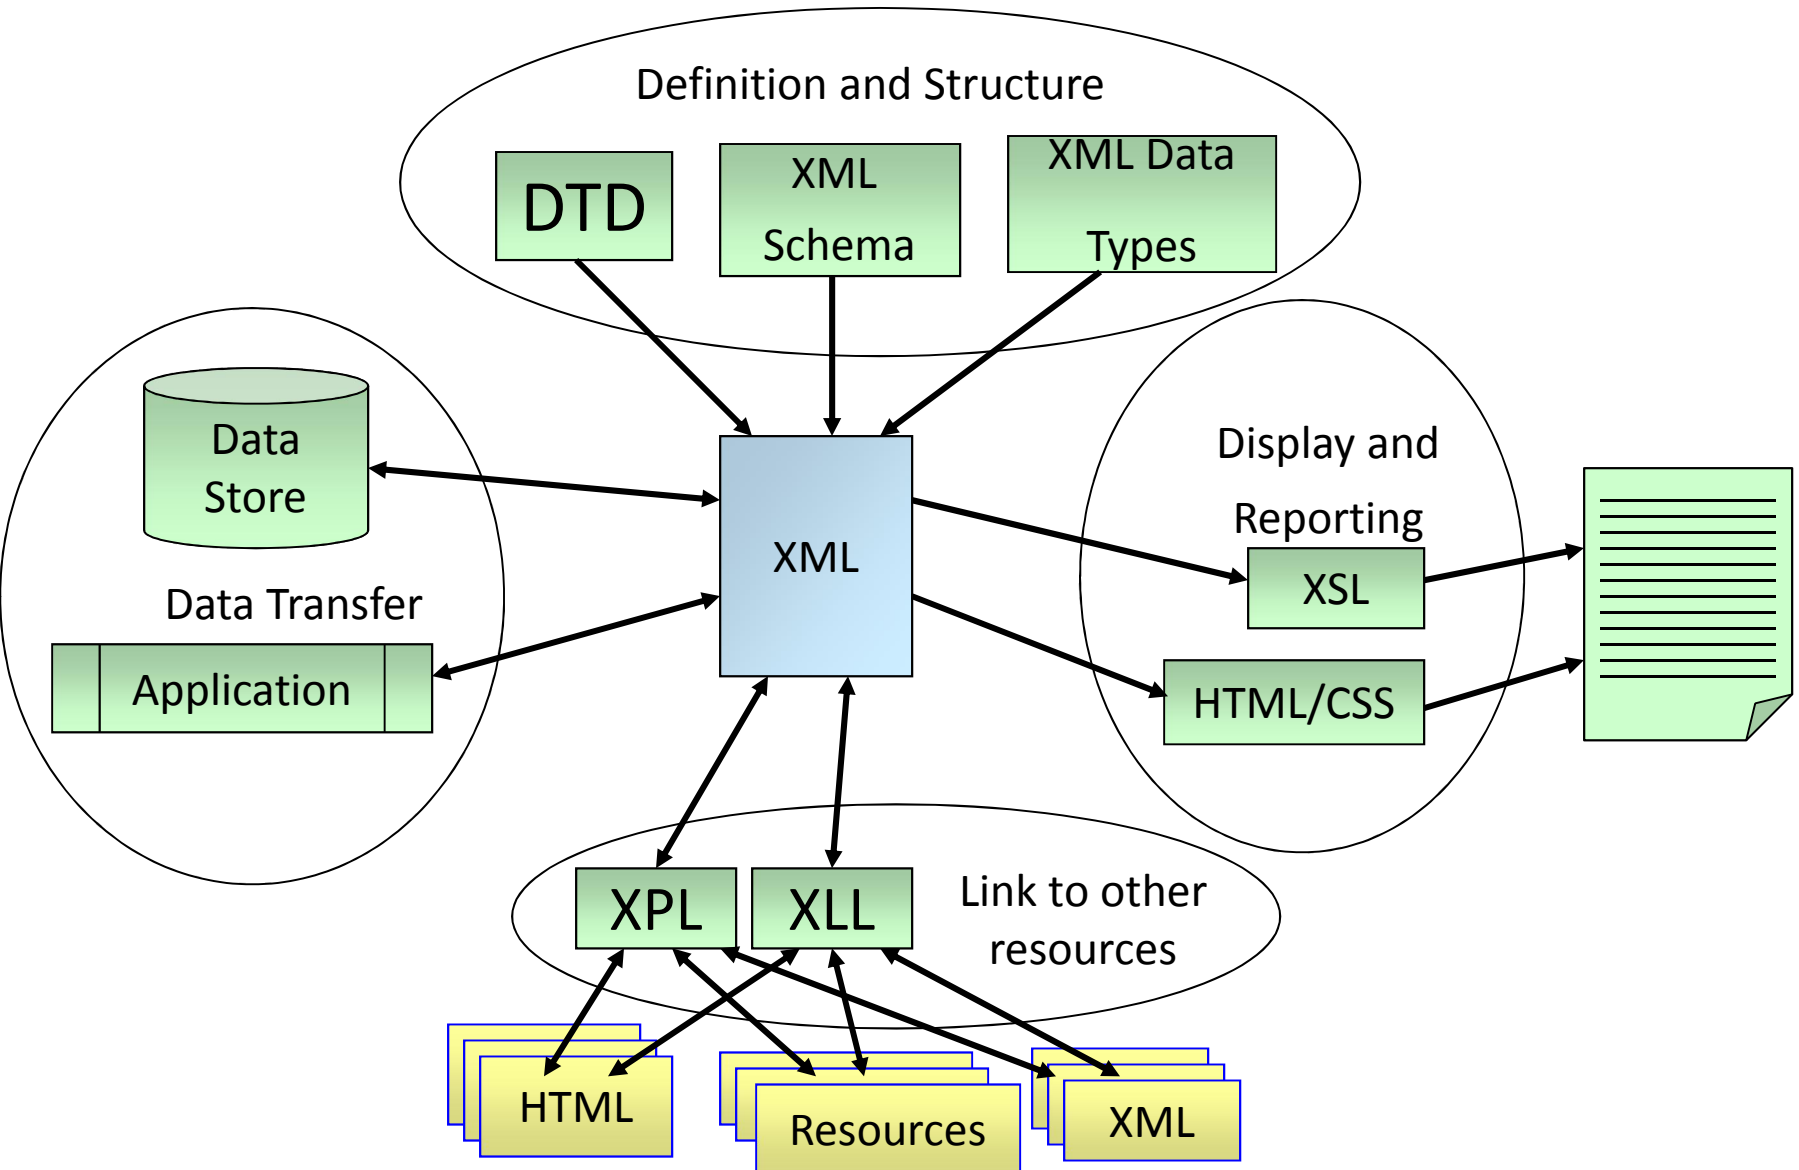 Definition and Structure
DTD
XML
Schema
XML Data
Types
Data
Store
Data Transfer
Application
XML
Display and
Reporting
XSL
HTML/CSS
XPL
XLL
Link to other
resources
HTML
Resources
XML